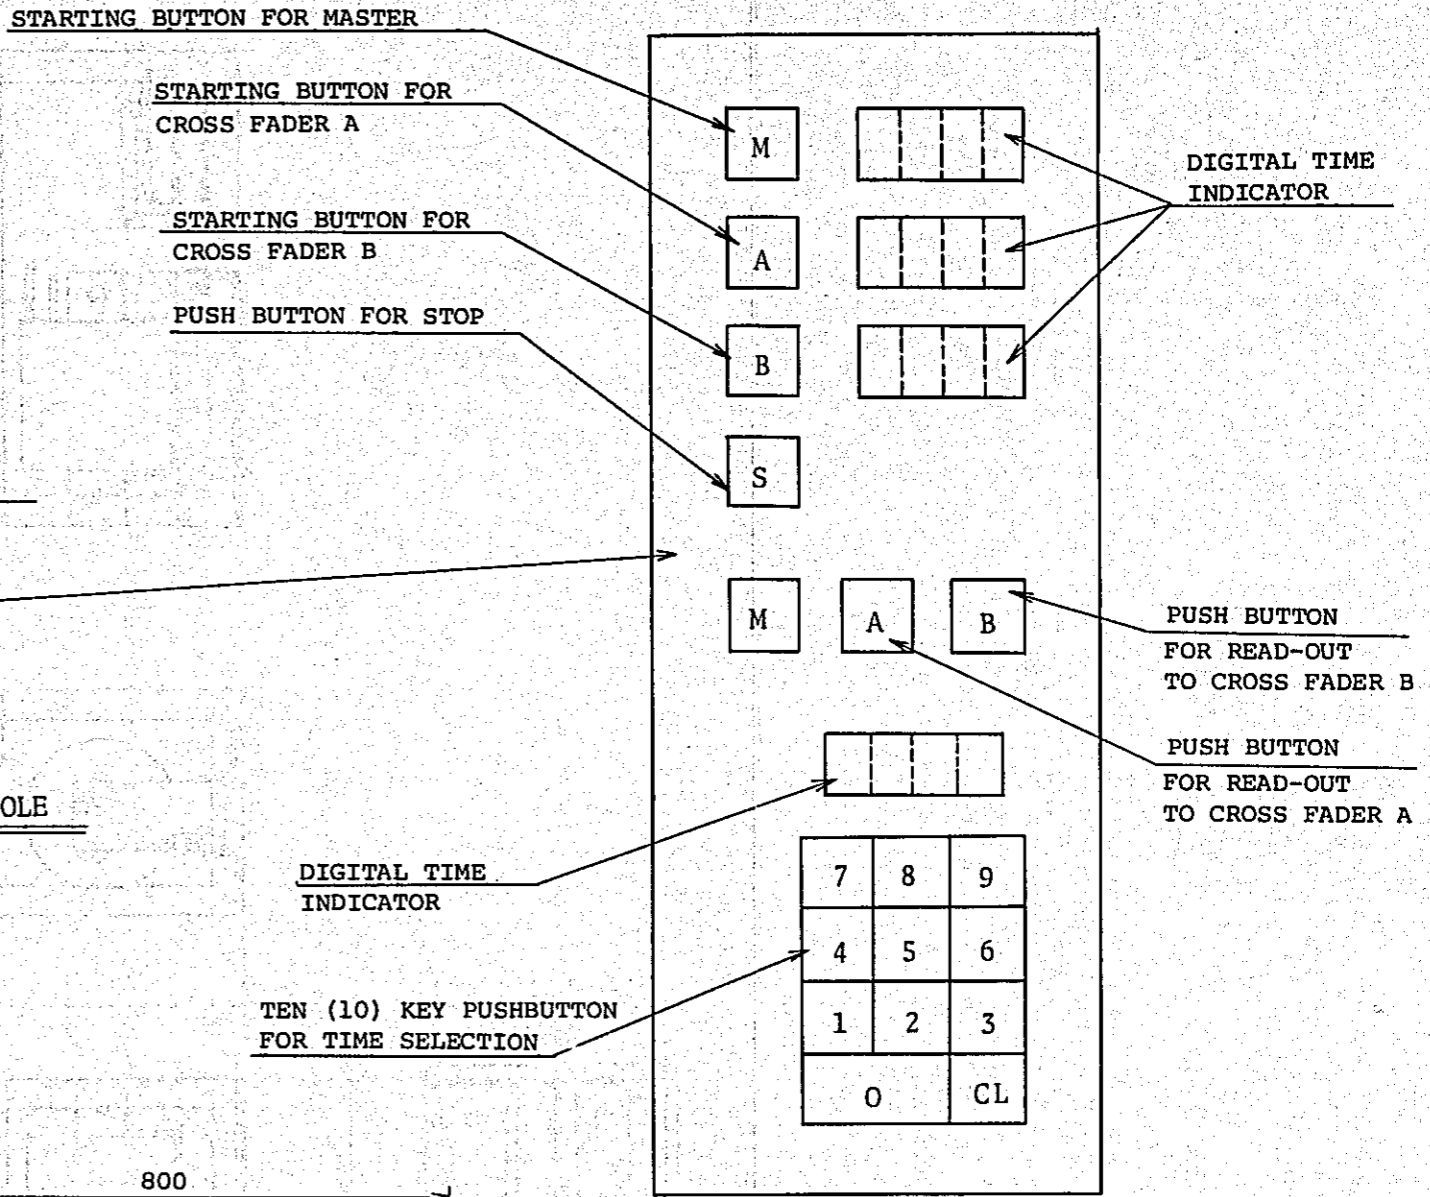 STARTING BUTTON FOR MASTER
STARTING BUTTON FOR
CROSS FADER A
STARTING BUTTON FOR
CROSS FADER B
PUSH BUTTON FOR STOP
M
A
B
S
DIGITAL TIME
INDICATOR
M A B
PUSH BUTTON
FOR READ-OUT
TO CROSS FADER B
PUSH BUTTON
FOR READ-OUT
TO CROSS FADER A
OLE
DIGITAL TIME
INDICATOR
TEN (10) KEY PUSHBUTTON
FOR TIME SELECTION
7 8 9
4 5 6
1 2 3
0 CL
800